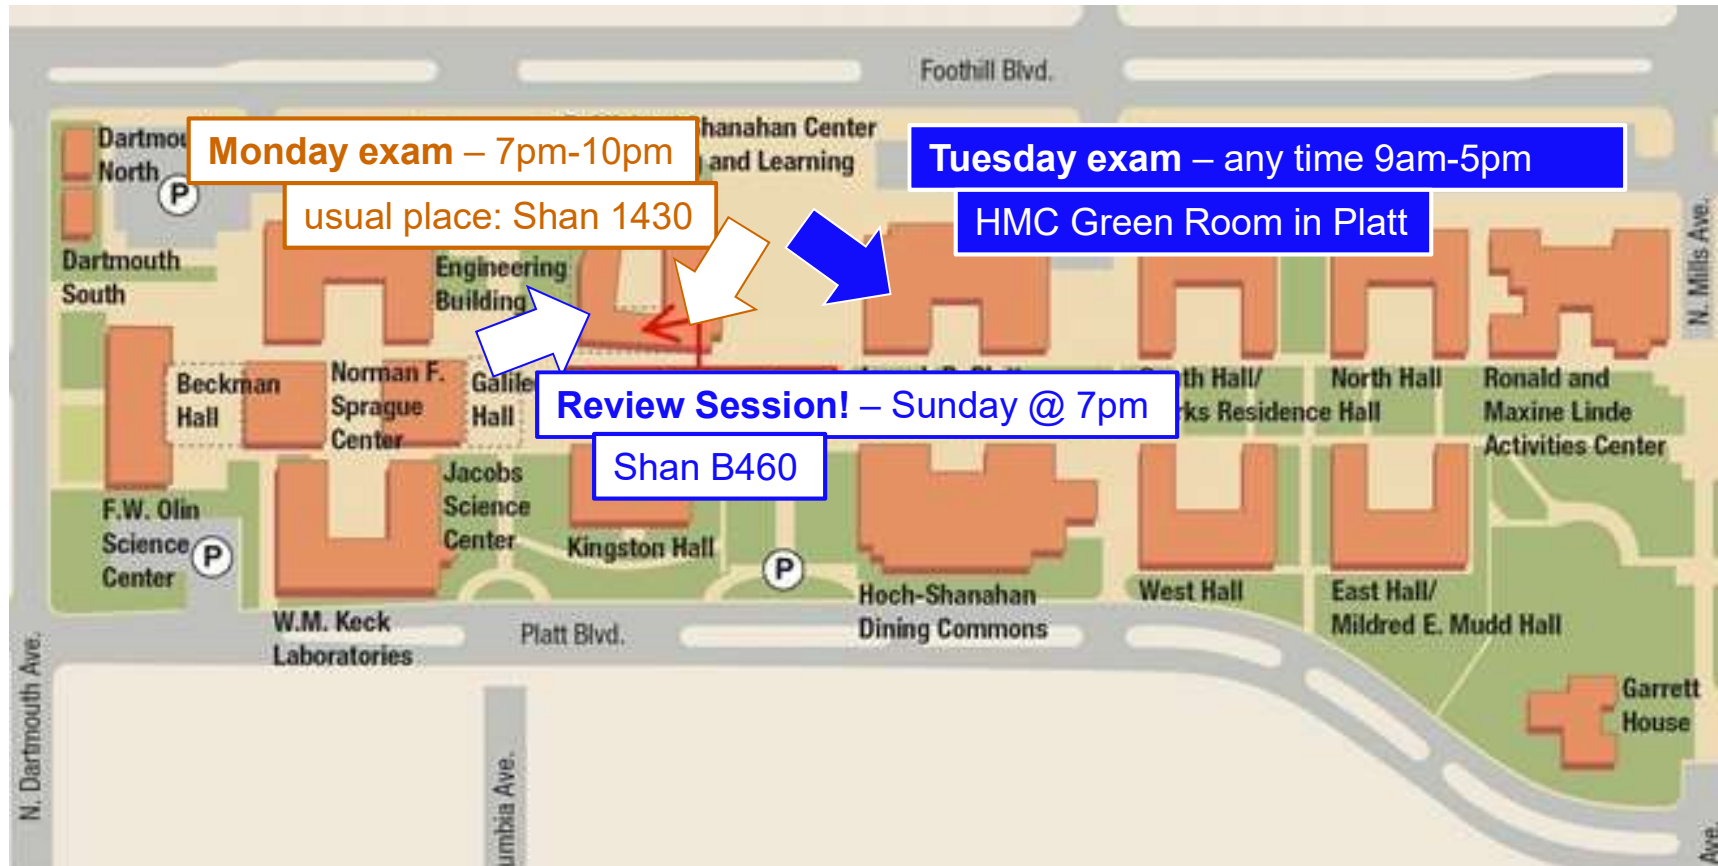 Foothill Blvd.
Dartmou
North
P
Monday exam – 7pm-10pm
usual place: Shan 1430
hanahan Center
and Learning
Tuesday exam – any time 9am-5pm
HMC Green Room in Platt
N. Mills Ave.
Dartmouth
South
Engineering
Building
Beckman
Hall
Norman F.
Sprague
Center
Galile
Hall
Review Session! – Sunday @ 7pm
Shan B460
th Hall/
rks Residence Hall
North Hall
Ronald and
Maxine Linde
Activities Center
F.W. Olin
Science
Center
P
Jacobs
Science
Center
Kingston Hall
P
Hoch-Shanahan
Dining Commons
West Hall
East Hall/
Mildred E. Mudd Hall
W.M. Keck
Laboratories
Platt Blvd.
Garrett
House
N. Dartmouth Ave.
umbia Ave.
Ave.